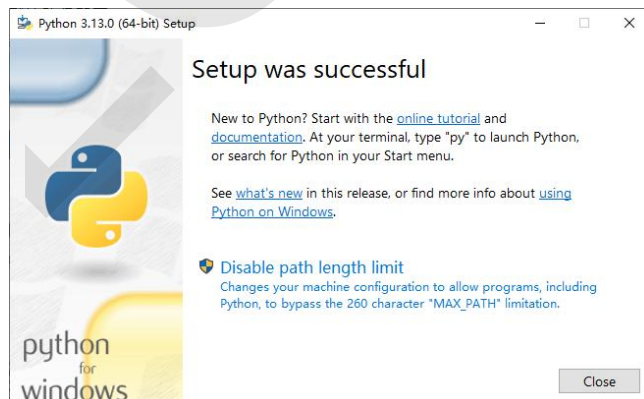 Python 3.13.0 (64-bit) Setup
Setup was successful
New to Python? Start with the online tutorial and
documentation. At your terminal, type "py" to launch Python,
or search for Python in your Start menu.
See what's new in this release, or find more info about using
Python on Windows.
Disable path length limit
Changes your machine configuration to allow programs, including
Python, to bypass the 260 character "MAX_PATH" limitation.
python
for
windows
Close